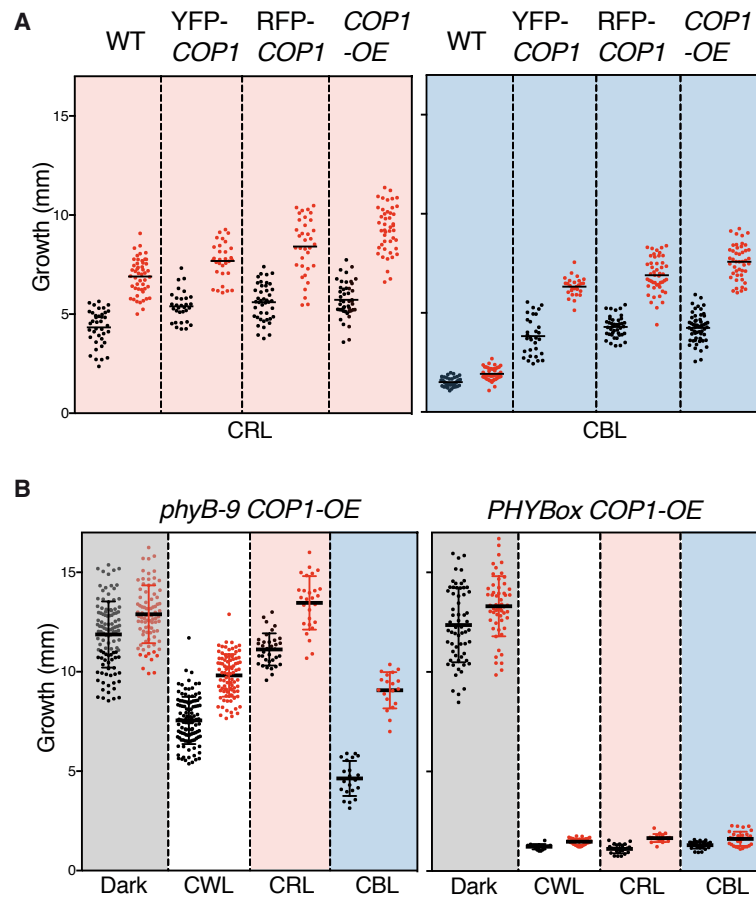 A
WT
YFP-
COP1
RFP-
COP1
COP1
-OE
WT
YFP-
COP1
RFP-
COP1
COP1
-OE
15
10
5
0
Growth (mm)
CRL
CBL
B
phyB-9 COP1-OE
PHYBox COP1-OE
15
10
5
0
Growth (mm)
Dark CWL CRL CBL
Dark CWL CRL CBL